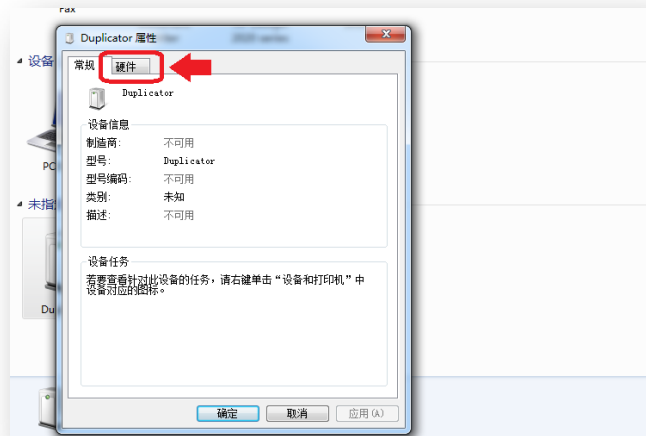 Fax
Duplicator 属性
设备
常规
硬件
Duplicator
设备信息
制造商: 不可用
型号: Duplicator
型号编码: 不可用
类别: 未知
描述: 不可用
PC
未指
设备任务
若要查看针对此设备的任务，请右键单击“设备和打印机”中
设备对应的图标。
Du
确定
取消
应用(A)